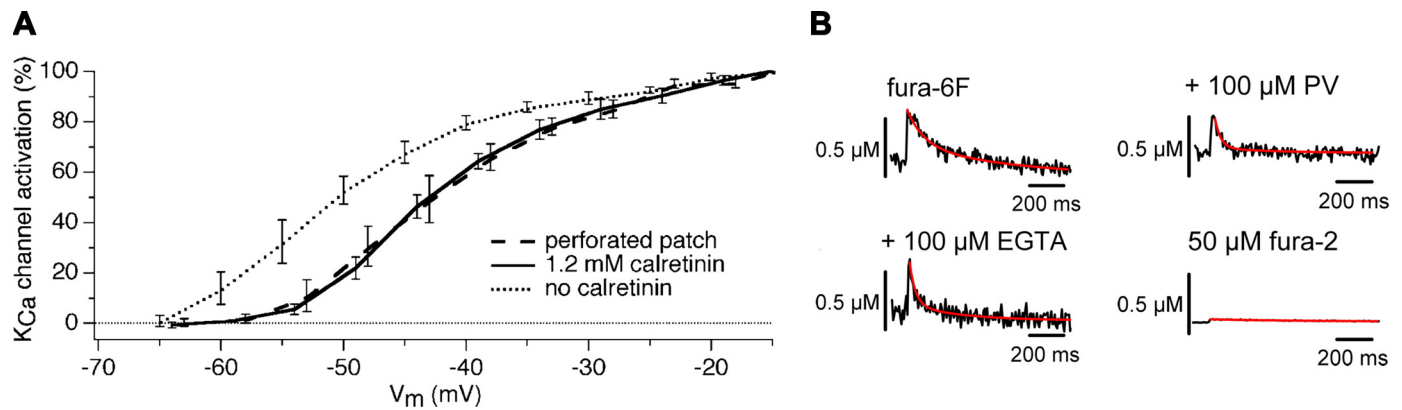 A
KCa channel activation (%)
100
80
60
40
20
0
-70
-60
-50
-40
-30
-20
Vm (mV)
perforated patch
1.2 mM calretinin
no calretinin
B
fura-6F
0.5 µM
200 ms
+ 100 µM PV
0.5 µM
200 ms
+ 100 µM EGTA
0.5 µM
200 ms
50 µM fura-2
0.5 µM
200 ms